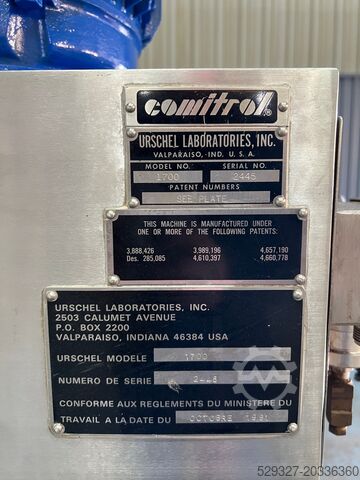 comitrol®
URSCHEL LABORATORIES, INC.
VALPARAISO, IND, U. S. A.
MODEL NO. SERIAL NO.
1700 2445
PATENT NUMBERS
SEE PLATE
THIS MACHINE IS MANUFACTURED UNDER
ONE OR MORE OF THE FOLLOWING PATENTS:
3,888,426 3,989,196 4,657,190
Des. 285,085 4,610,397 4,660,778
URSCHEL LABORATORIES, INC.
2503 CALUMET AVENUE
P.O. BOX 2200
VALPARAISO, INDIANA 46384 USA
URSCHEL MODELE 1700
NUMERO DE SERIE
CONFORME AUX REGLEMENTS DU MINISTERE DU
TRAVAIL A LA DATE DU OCTOBRE
529327-20336360